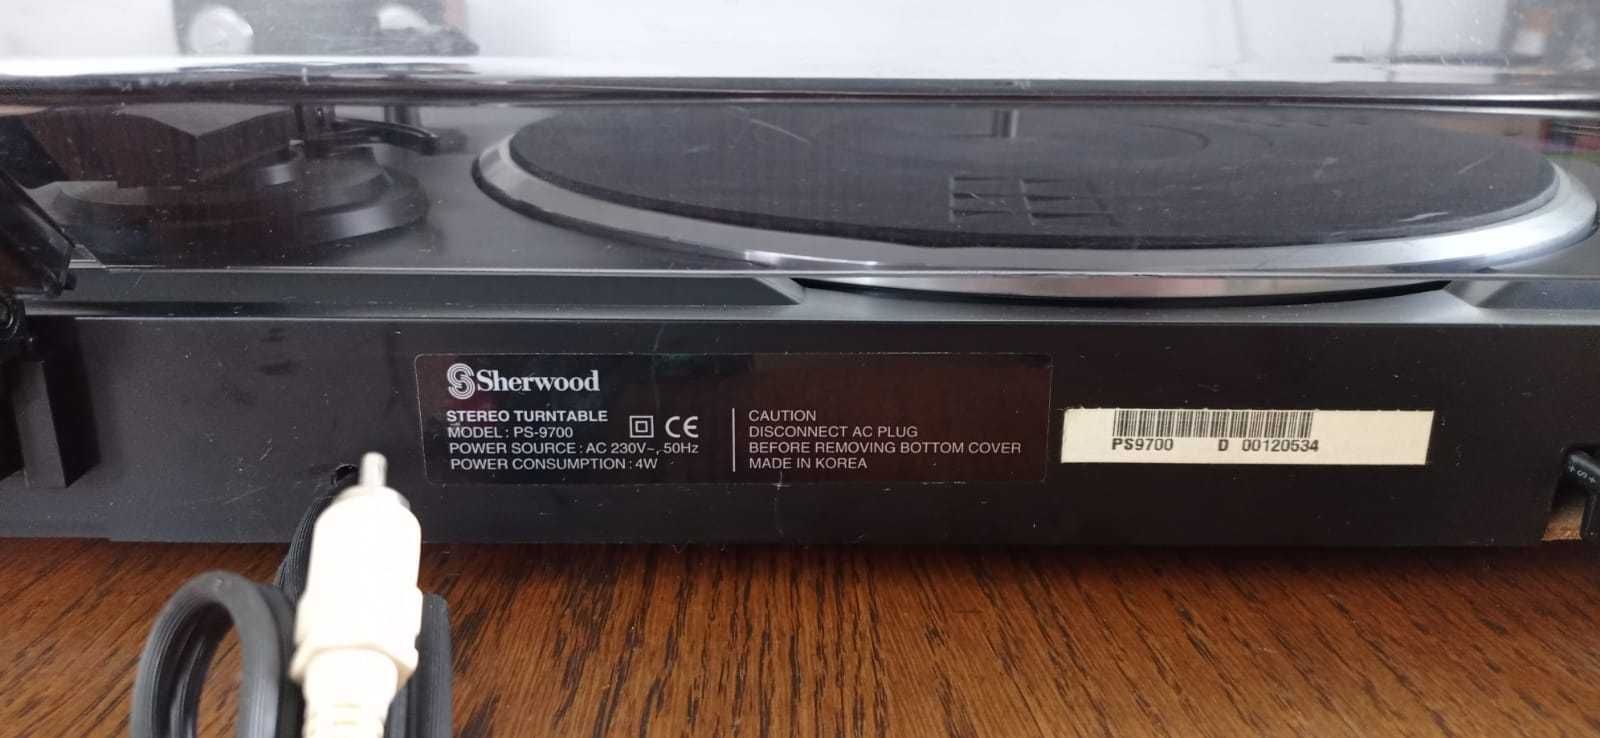 Sherwood
STEREO TURNTABLE
MODEL : PS-9700
POWER SOURCE : AC 230V~, 50Hz
POWER CONSUMPTION : 4W
CE
CAUTION
DISCONNECT AC PLUG
BEFORE REMOVING BOTTOM COVER
MADE IN KOREA
PS9700 D 00120534